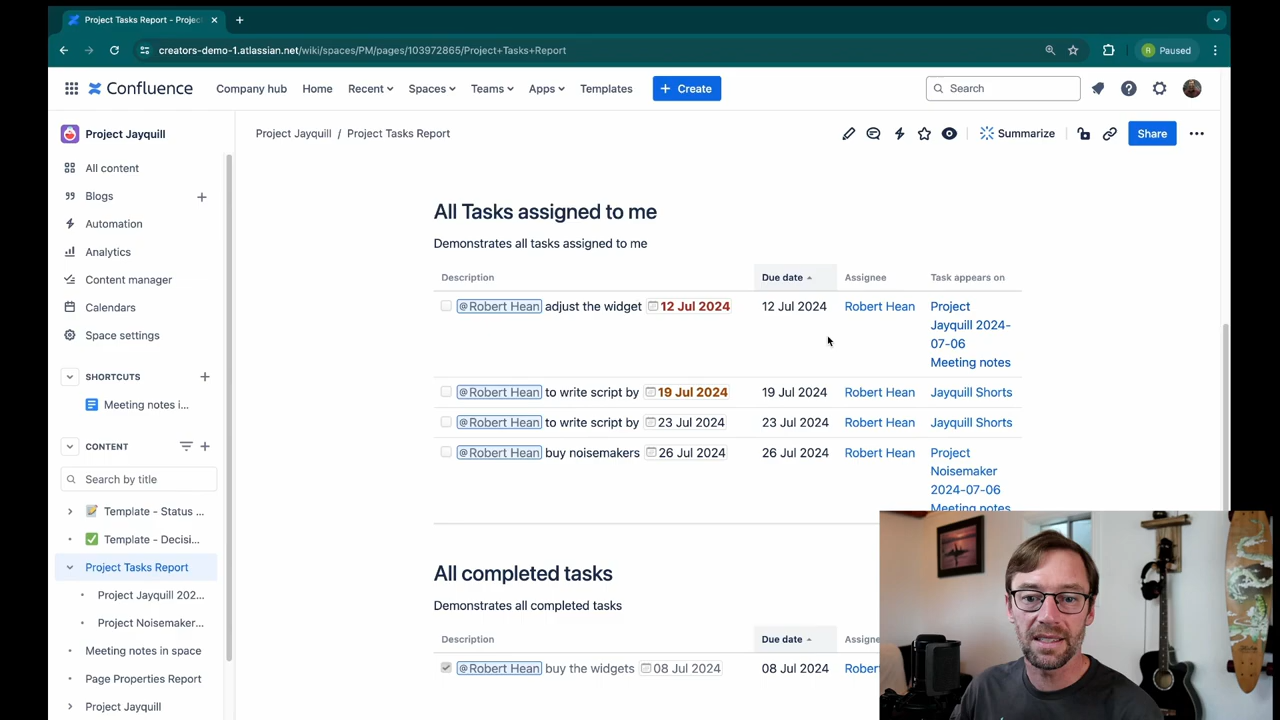 Project Tasks Report - Projec
creators-demo-1.atlassian.net/wiki/spaces/PM/pages/103972865/Project+Tasks+Report
R Paused
Confluence Company hub Home Recent Spaces Teams Apps Templates + Create Search
Project Jayquill
Project Jayquill / Project Tasks Report
Summarize
Share
All content
Blogs
Automation
Analytics
Content manager
Calendars
Space settings
SHORTCUTS
Meeting notes i...
CONTENT
Search by title
Template - Status ...
Template - Decisi...
Project Tasks Report
Project Jayquill 202...
Project Noisemaker...
Meeting notes in space
Page Properties Report
Project Jayquill
All Tasks assigned to me
Demonstrates all tasks assigned to me
Description Due date Assignee Task appears on
@Robert Hean adjust the widget 12 Jul 2024 12 Jul 2024 Robert Hean Project
Jayquill 2024-
07-06
Meeting notes
@Robert Hean to write script by 19 Jul 2024 19 Jul 2024 Robert Hean Jayquill Shorts
@Robert Hean to write script by 23 Jul 2024 23 Jul 2024 Robert Hean Jayquill Shorts
@Robert Hean buy noisemakers 26 Jul 2024 26 Jul 2024 Robert Hean Project
Noisemaker
2024-07-06
Meeting notes
All completed tasks
Demonstrates all completed tasks
Description Due date Assigne
@Robert Hean buy the widgets 08 Jul 2024 08 Jul 2024 Rober